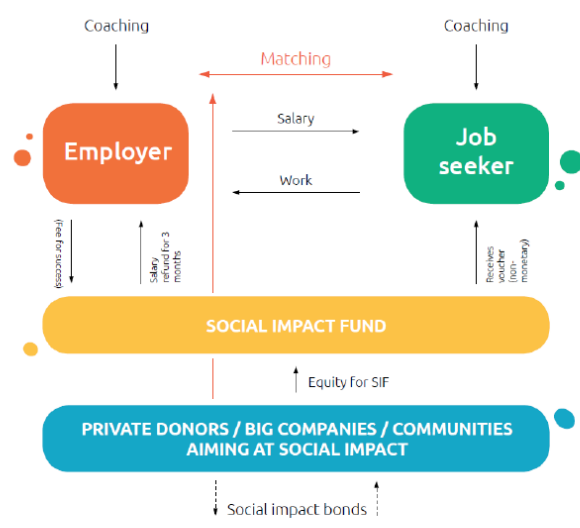 Coaching
Coaching
Matching
Employer
Salary
Work
Job
seeker
(Fee for success)
Salary
refund for 3
months
Receives
voucher
(non-
monetary)
SOCIAL IMPACT FUND
Equity for SIF
PRIVATE DONORS / BIG COMPANIES / COMMUNITIES
AIMING AT SOCIAL IMPACT
Social impact bonds